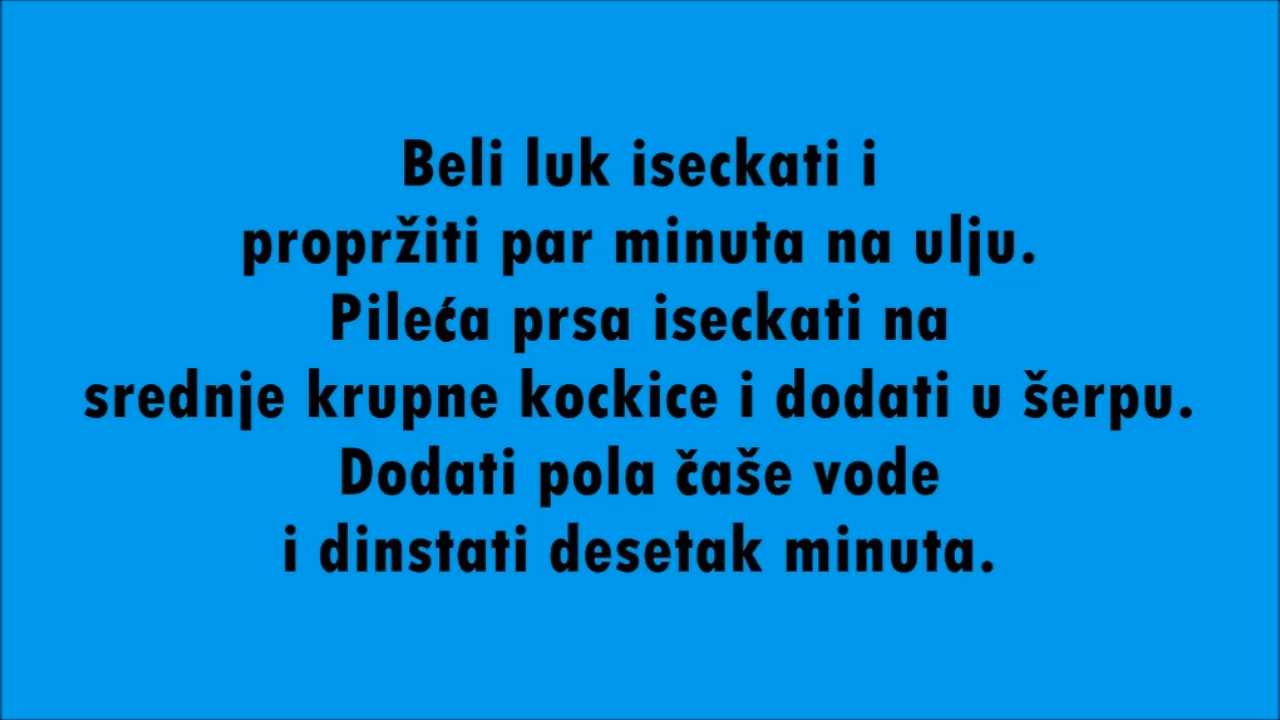 Beli luk iseckati i
propržiti par minuta na ulju.
Pileća prsa iseckati na
srednje krupne kockice i dodati u šerpu.
Dodati pola čaše vode
i dinstati desetak minuta.